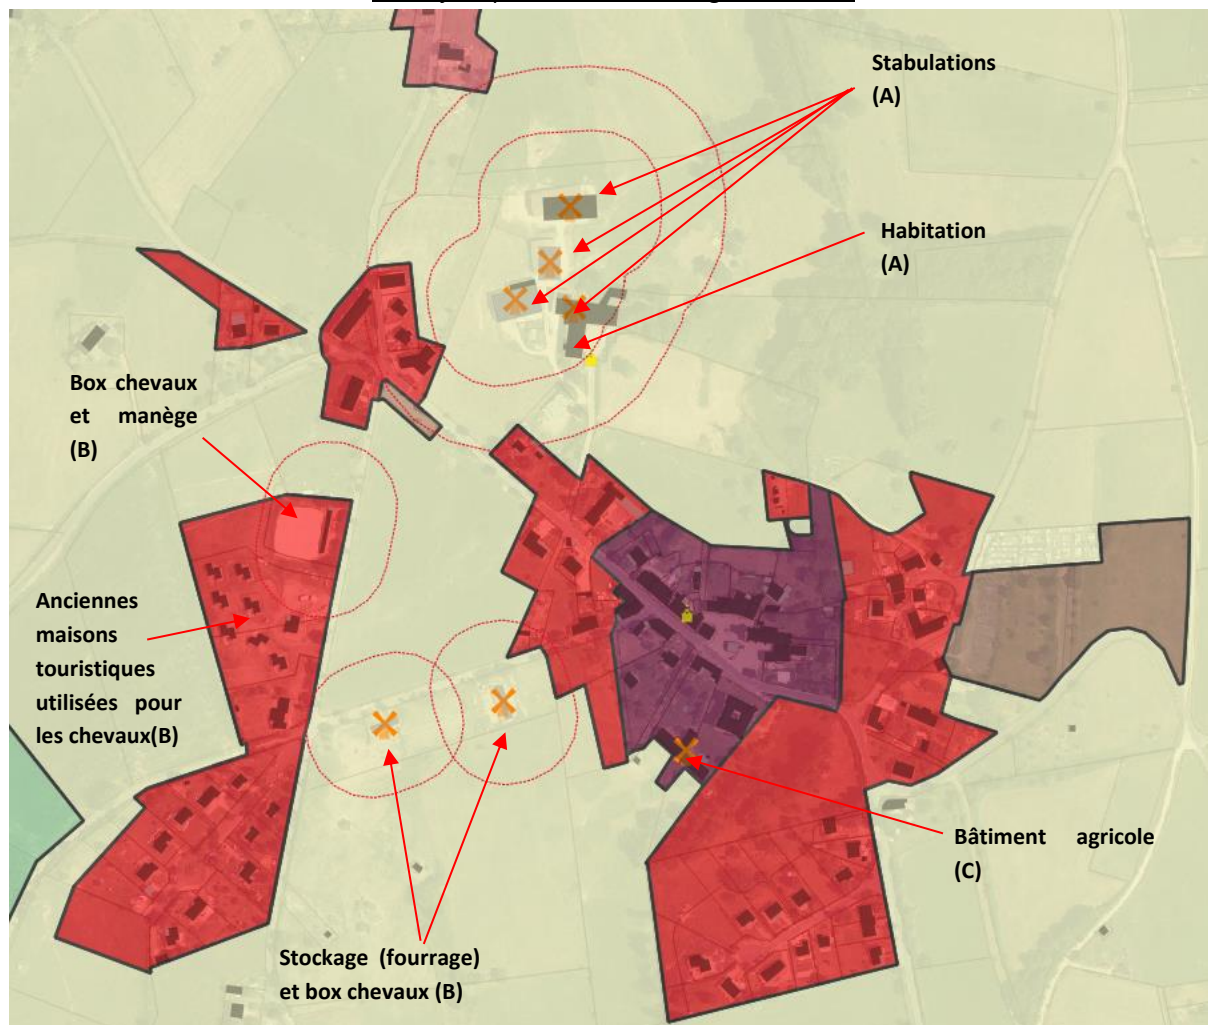 Stabulations
(A)
Habitation
(A)
Box chevaux
et manège
(B)
Anciennes
maisons
touristiques
utilisées pour
les chevaux(B)
Bâtiment agricole
(C)
Stockage (fourrage)
et box chevaux (B)